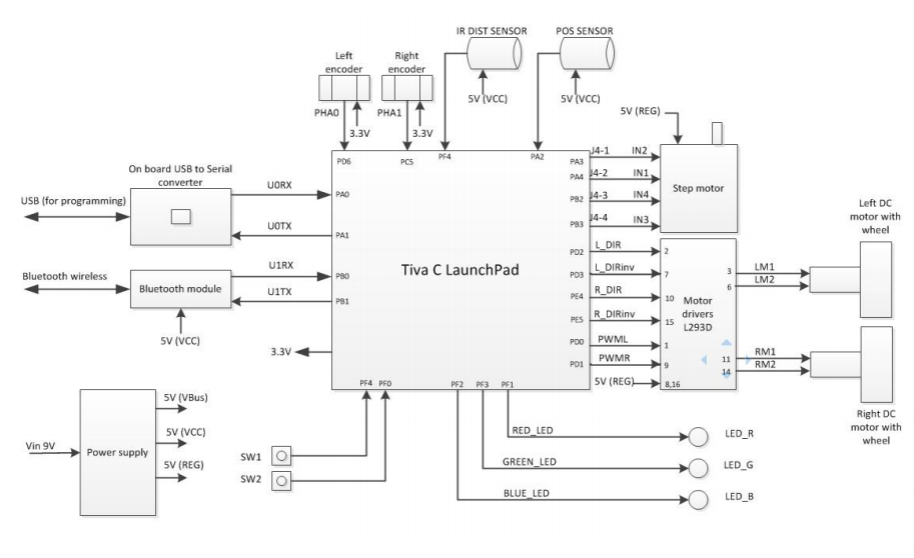 IR DIST SENSOR
POS SENSOR
Left
encoder
Right
encoder
5V (VCC)
5V (VCC)
PHA0
3.3V
PHA1
3.3V
5V (REG)
PD6
PC5
PF4
PA2
On board USB to Serial
converter
USB (for programming)
U0RX
PA0
U0TX
PA1
Bluetooth wireless
Bluetooth module
U1RX
PB0
U1TX
PB1
5V (VCC)
3.3V
Tiva C LaunchPad
PA3
J4-1
IN2
PA4
J4-2
IN1
PB2
J4-3
IN4
PB3
J4-4
IN3
Step motor
PD2
L_DIR
2
PD3
L_DIRinv
7
PE4
R_DIR
10
PE5
R_DIRinv
15
PD0
PWML
1
PD1
PWMR
9
5V (REG)
8,16
Motor
drivers
L293D
3
LM1
6
LM2
11
RM1
14
RM2
Left DC
motor with
wheel
Right DC
motor with
wheel
PF4
PF0
PF2
PF3
PF1
SW1
SW2
RED_LED
LED_R
GREEN_LED
LED_G
BLUE_LED
LED_B
Vin 9V
Power supply
5V (VBus)
5V (VCC)
5V (REG)